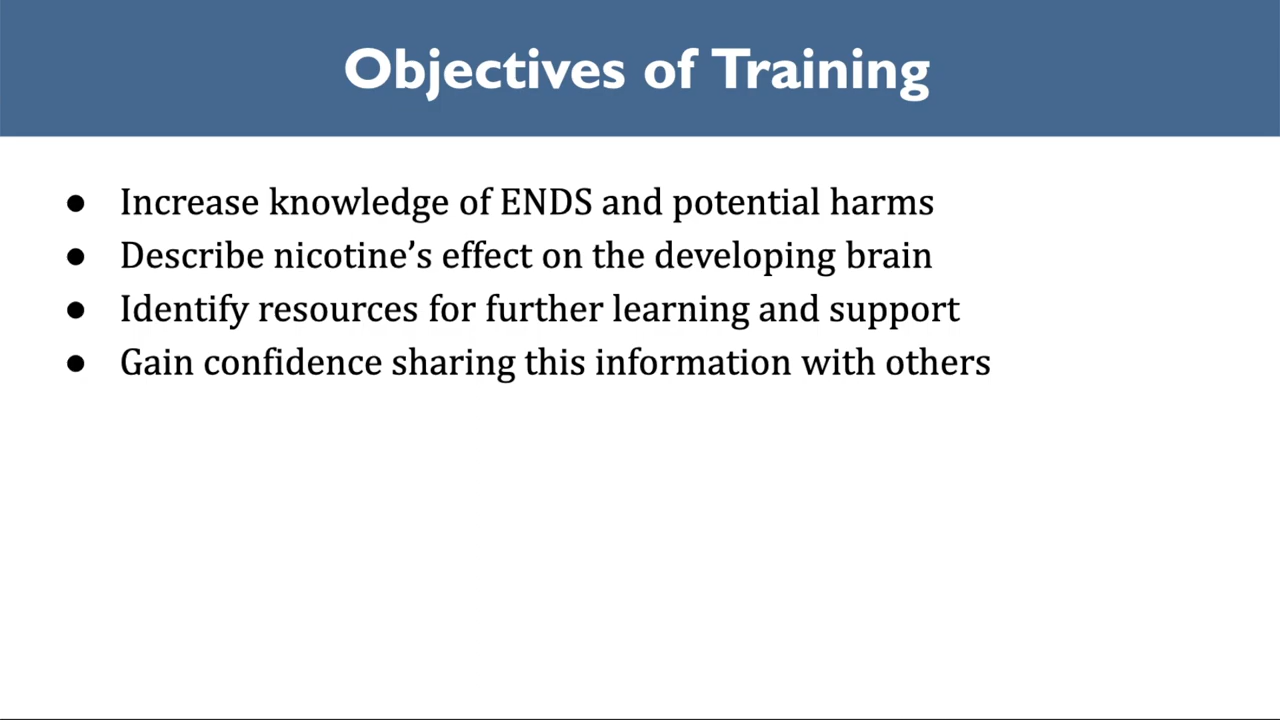 Objectives of Training
● Increase knowledge of ENDS and potential harms
● Describe nicotine’s effect on the developing brain
● Identify resources for further learning and support
● Gain confidence sharing this information with others